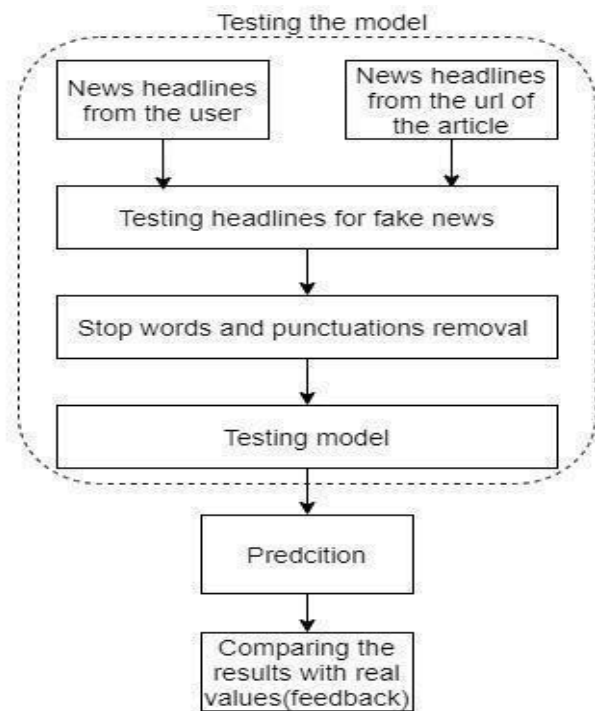 Testing the model
News headlines
from the user
News headlines
from the url of
the article
Testing headlines for fake news
Stop words and punctuations removal
Testing model
Predcition
Comparing the
results with real
values(feedback)